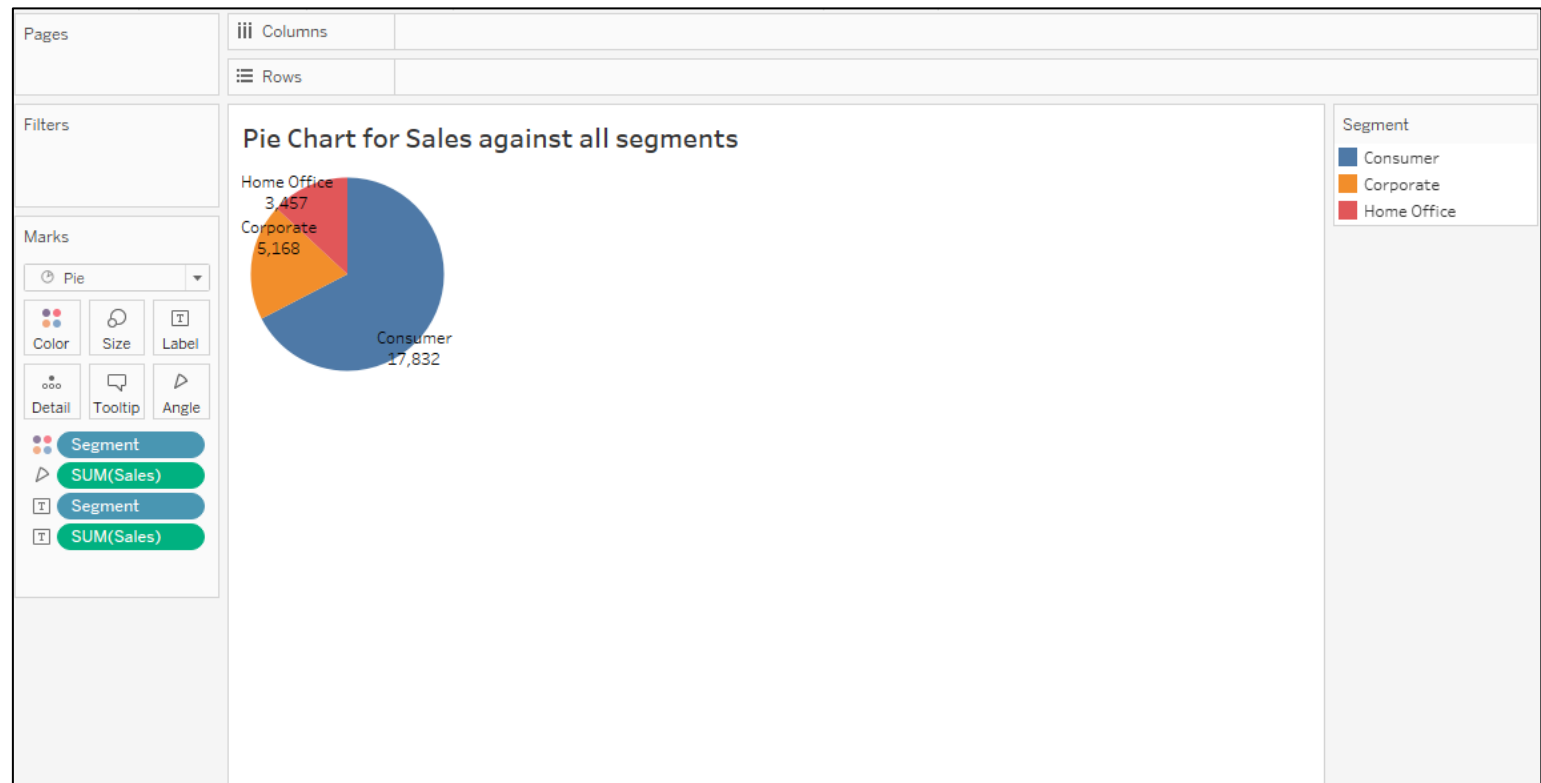 Pages
Columns
Rows
Filters
Marks
Pie
Color
Size
T
Label
Detail
Tooltip
Angle
Segment
SUM(Sales)
T
Segment
T
SUM(Sales)
Pie Chart for Sales against all segments
Home Office
3,457
Corporate
5,168
Consumer
17,832
Segment
Consumer
Corporate
Home Office